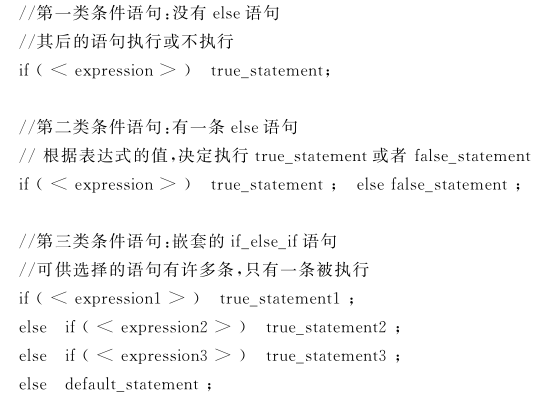 //第一类条件语句:没有 else 语句
//其后的语句执行或不执行
if ( < expression > ) true_statement;
//第二类条件语句:有一条 else 语句
// 根据表达式的值,决定执行 true_statement 或者 false_statement
if ( < expression > ) true_statement ; else false_statement ;
//第三类条件语句:嵌套的 if_else_if 语句
//可供选择的语句有许多条,只有一条被执行
if ( < expression1 > ) true_statement1 ;
else if ( < expression2 > ) true_statement2 ;
else if ( < expression3 > ) true_statement3 ;
else default_statement ;